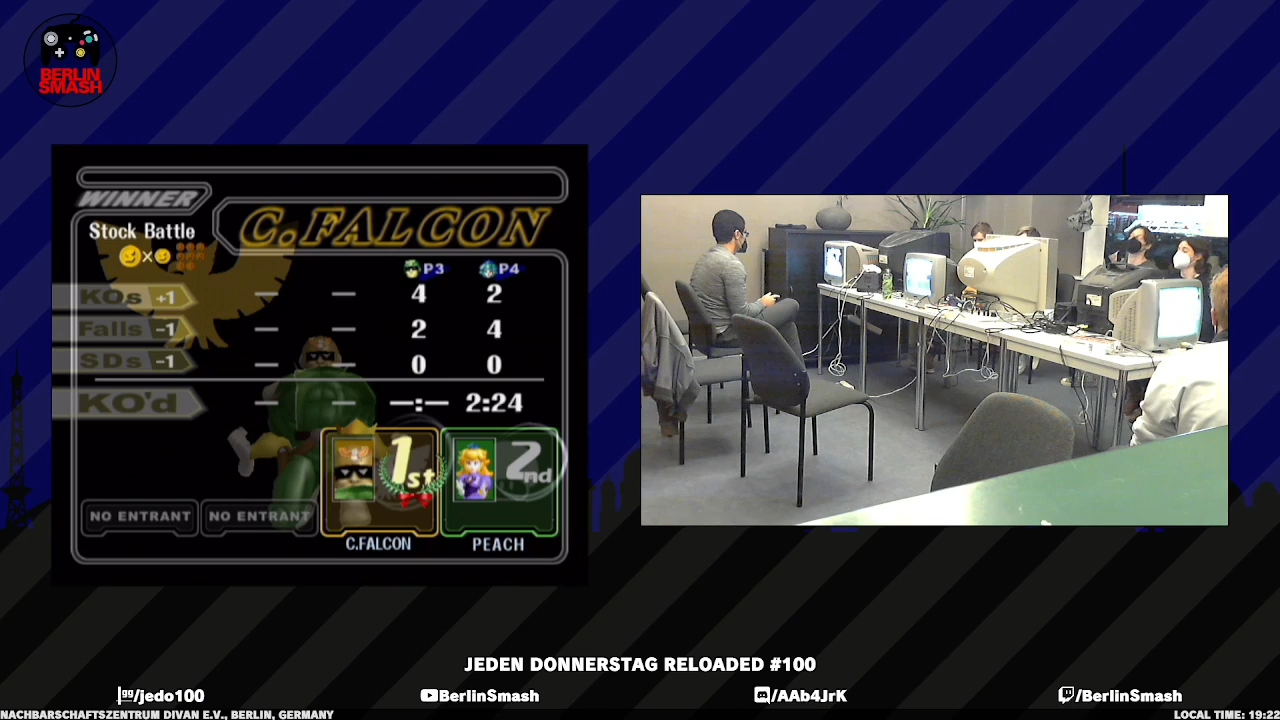 BERLIN
SMASH
WINNER
C.FALCON
Stock Battle
P3 P4
KOs +1 — — 4 2
Falls -1 — — 2 4
SDs -1 — — 0 0
KO'd — — —:— 2:24
1st 2nd
NO ENTRANT NO ENTRANT
C.FALCON PEACH
JEDEN DONNERSTAG RELOADED #100
gg/jedo100 BerlinSmash /AAb4JrK /BerlinSmash
NACHBARSCHAFTSZENTRUM DIVAN E.V., BERLIN, GERMANY LOCAL TIME: 19:22